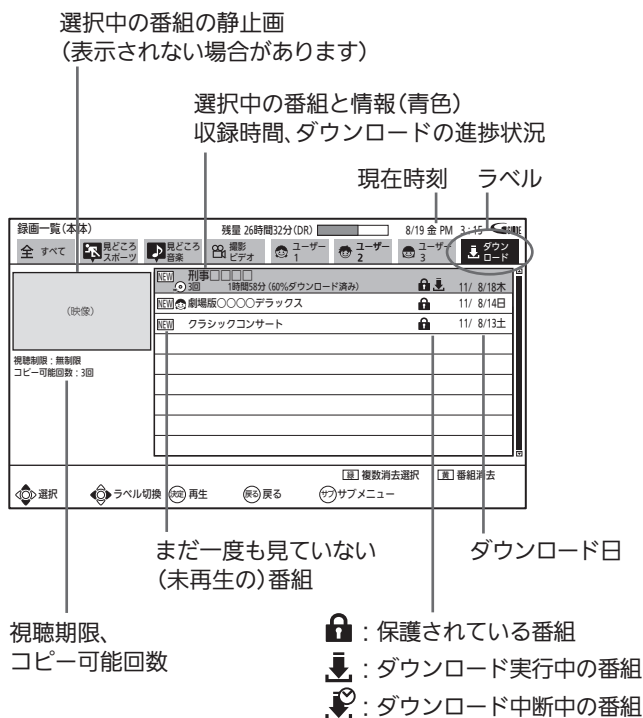 選択中の番組の静止画
(表示されない場合があります)
選択中の番組と情報(青色)
収録時間、ダウンロードの進捗状況
現在時刻 ラベル
録画一覧(本体) 残量 26時間32分(DR) 8/19 金 PM 3:15
全 すべて 見どころ スポーツ 見どころ 音楽 撮影 ビデオ ユーザー 1 ユーザー 2 ユーザー 3 ダウン ロード
NEW 刑事□□□□
3回 1時間58分(60%ダウンロード済み) 11/ 8/18木
(映像)
NEW 劇場版○○○○デラックス 11/ 8/14日
NEW クラシックコンサート 11/ 8/13土
視聴制限:無制限
コピー可能回数:3回
緑 複数消去選択 黄 番組消去
選択 ラベル切換 決定 再生 戻る 戻る サブ サブメニュー
まだ一度も見ていない
(未再生の)番組
ダウンロード日
視聴期限、
コピー可能回数
:保護されている番組
:ダウンロード実行中の番組
:ダウンロード中断中の番組